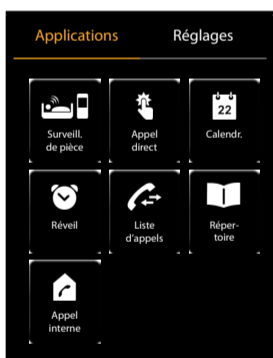 Applications Réglages
Surveill.
de pièce
Appel
direct
22
Calendr.
Réveil
Liste
d'appels
Réper-
toire
Appel
interne